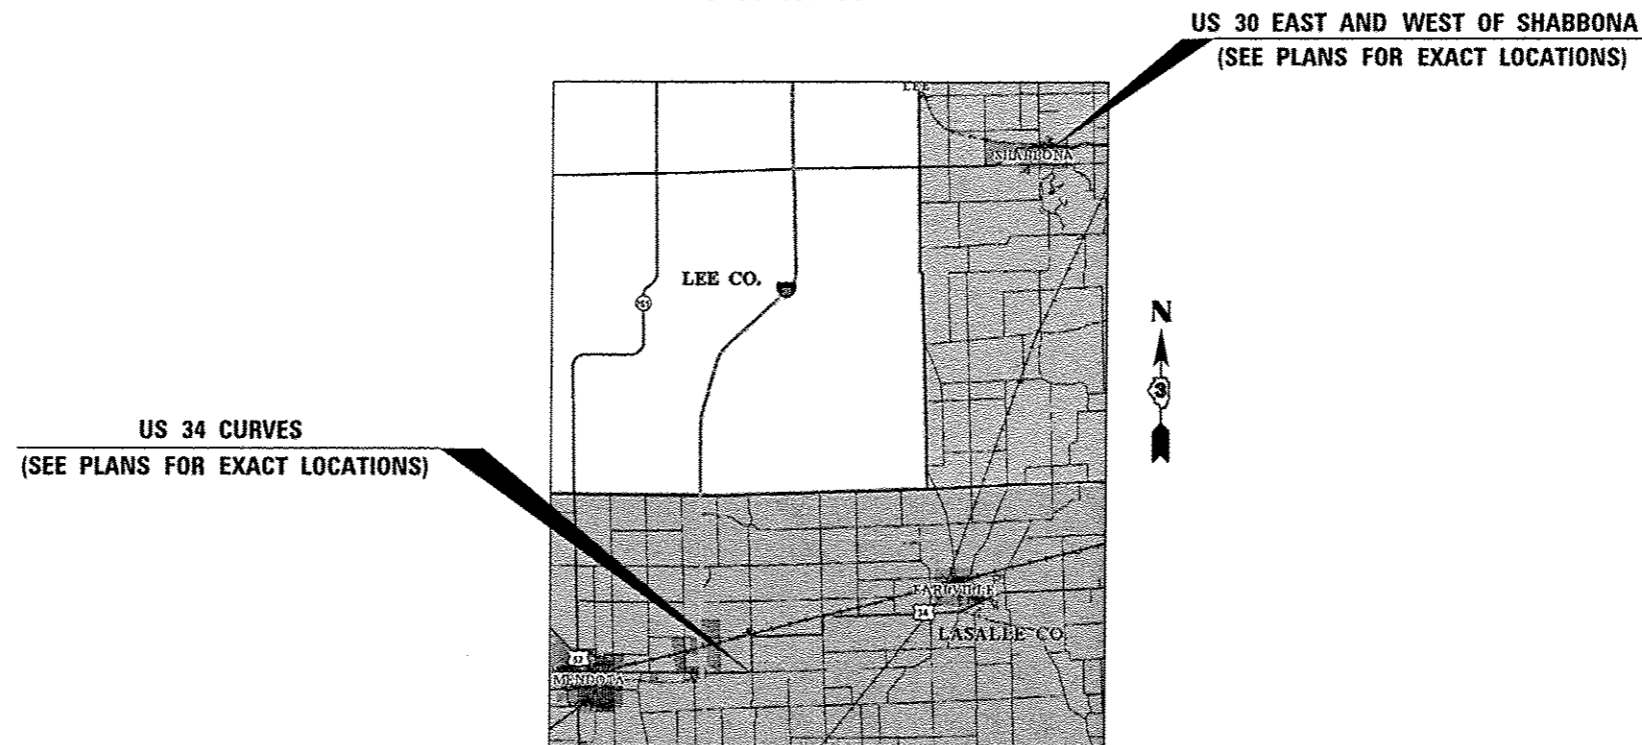 US 30 EAST AND WEST OF SHABBONA
(SEE PLANS FOR EXACT LOCATIONS)
LEE
SHABBONA
LEE CO.
N
3
US 34 CURVES
(SEE PLANS FOR EXACT LOCATIONS)
EARLVILLE
34
LASALLE CO.
52
MENDOTA